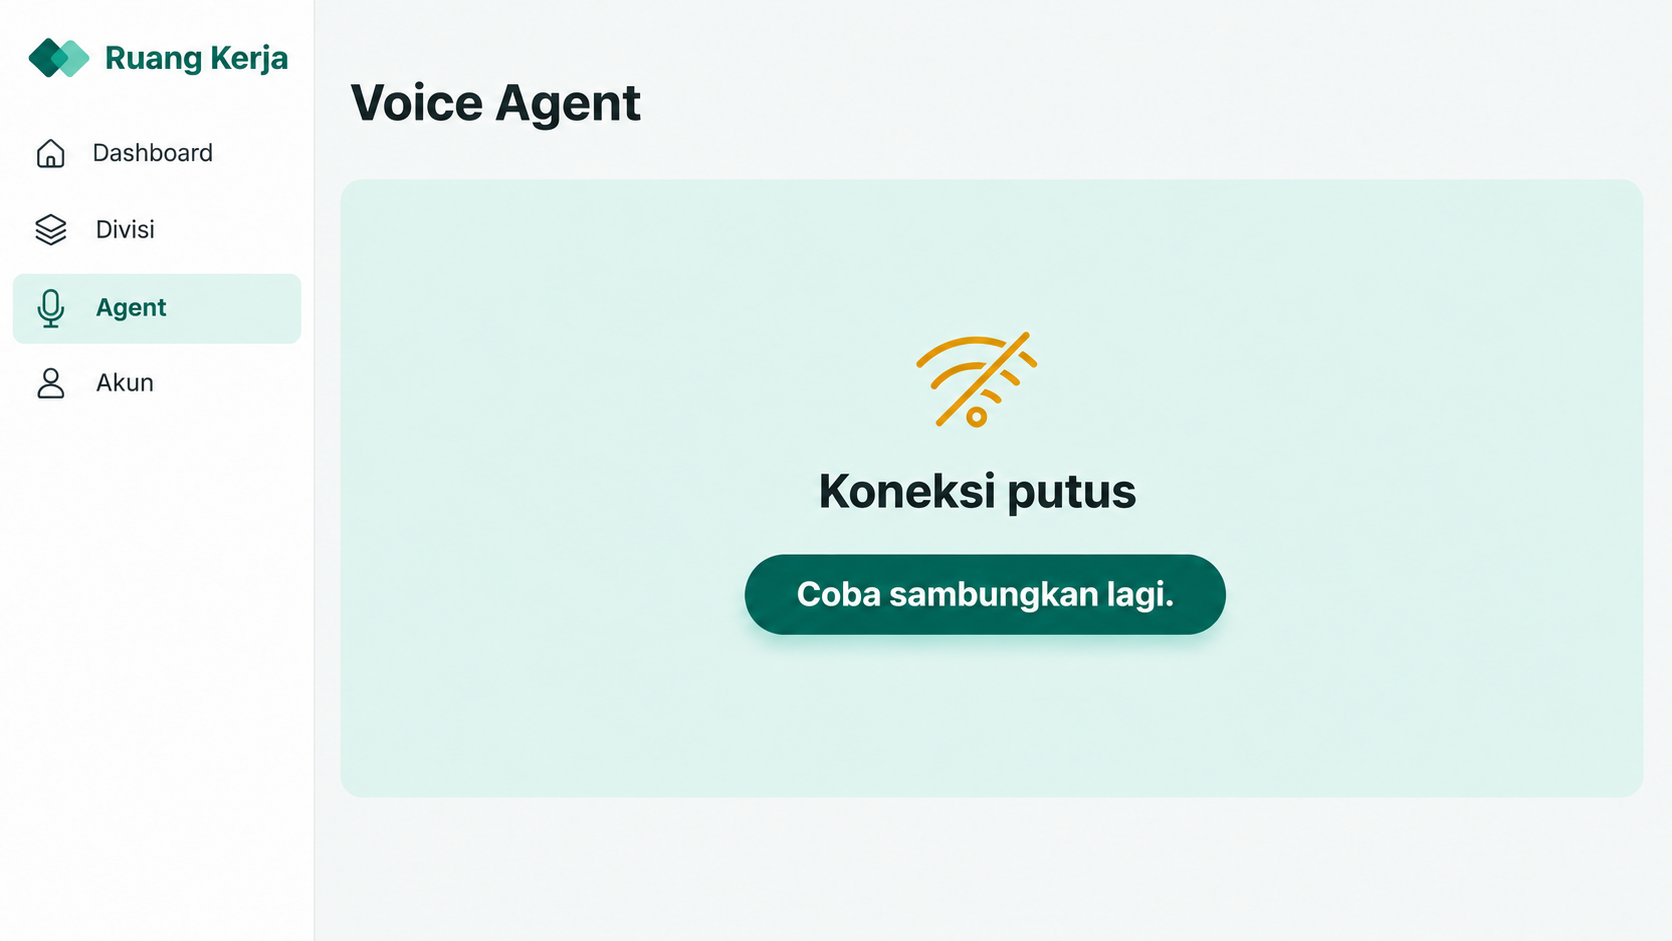 Ruang Kerja
Dashboard
Divisi
Agent
Akun
Voice Agent
Koneksi putus
Coba sambungkan lagi.